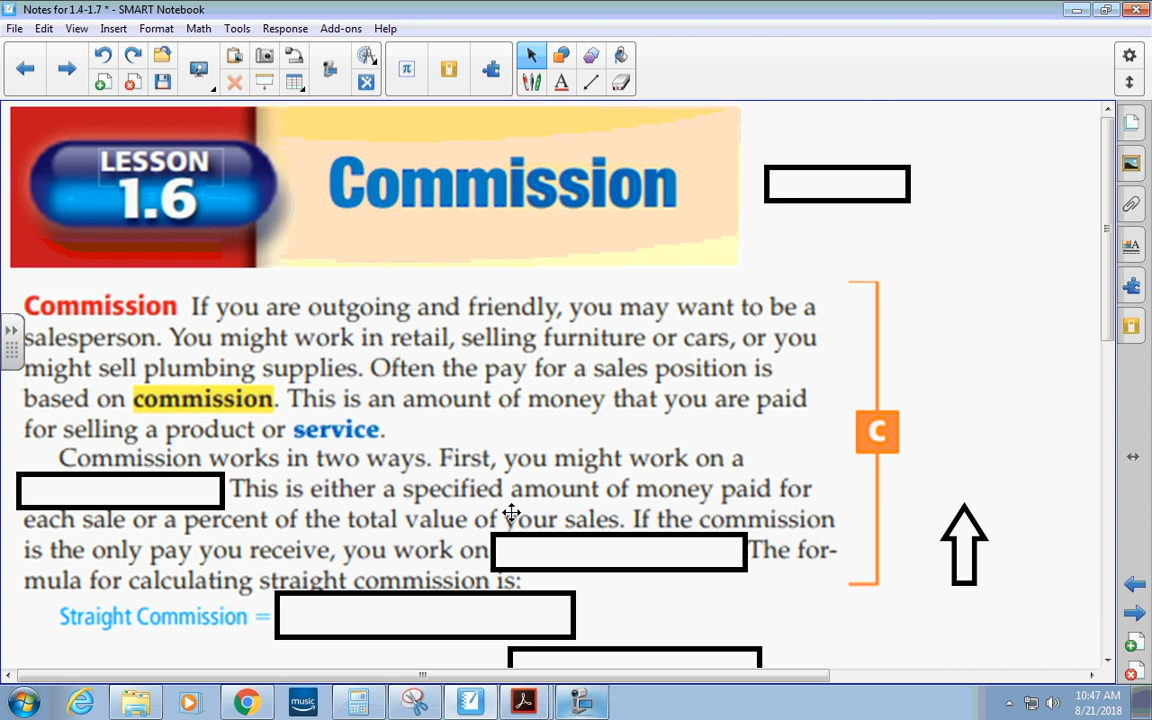 Notes for 1.4-1.7 * - SMART Notebook
File Edit View Insert Format Math Tools Response Add-ons Help
LESSON
1.6
Commission
Commission If you are outgoing and friendly, you may want to be a
salesperson. You might work in retail, selling furniture or cars, or you
might sell plumbing supplies. Often the pay for a sales position is
based on commission. This is an amount of money that you are paid
for selling a product or service.
C
Commission works in two ways. First, you might work on a
This is either a specified amount of money paid for
each sale or a percent of the total value of your sales. If the commission
is the only pay you receive, you work on The for-
mula for calculating straight commission is:
Straight Commission =
music
10:47 AM
8/21/2018